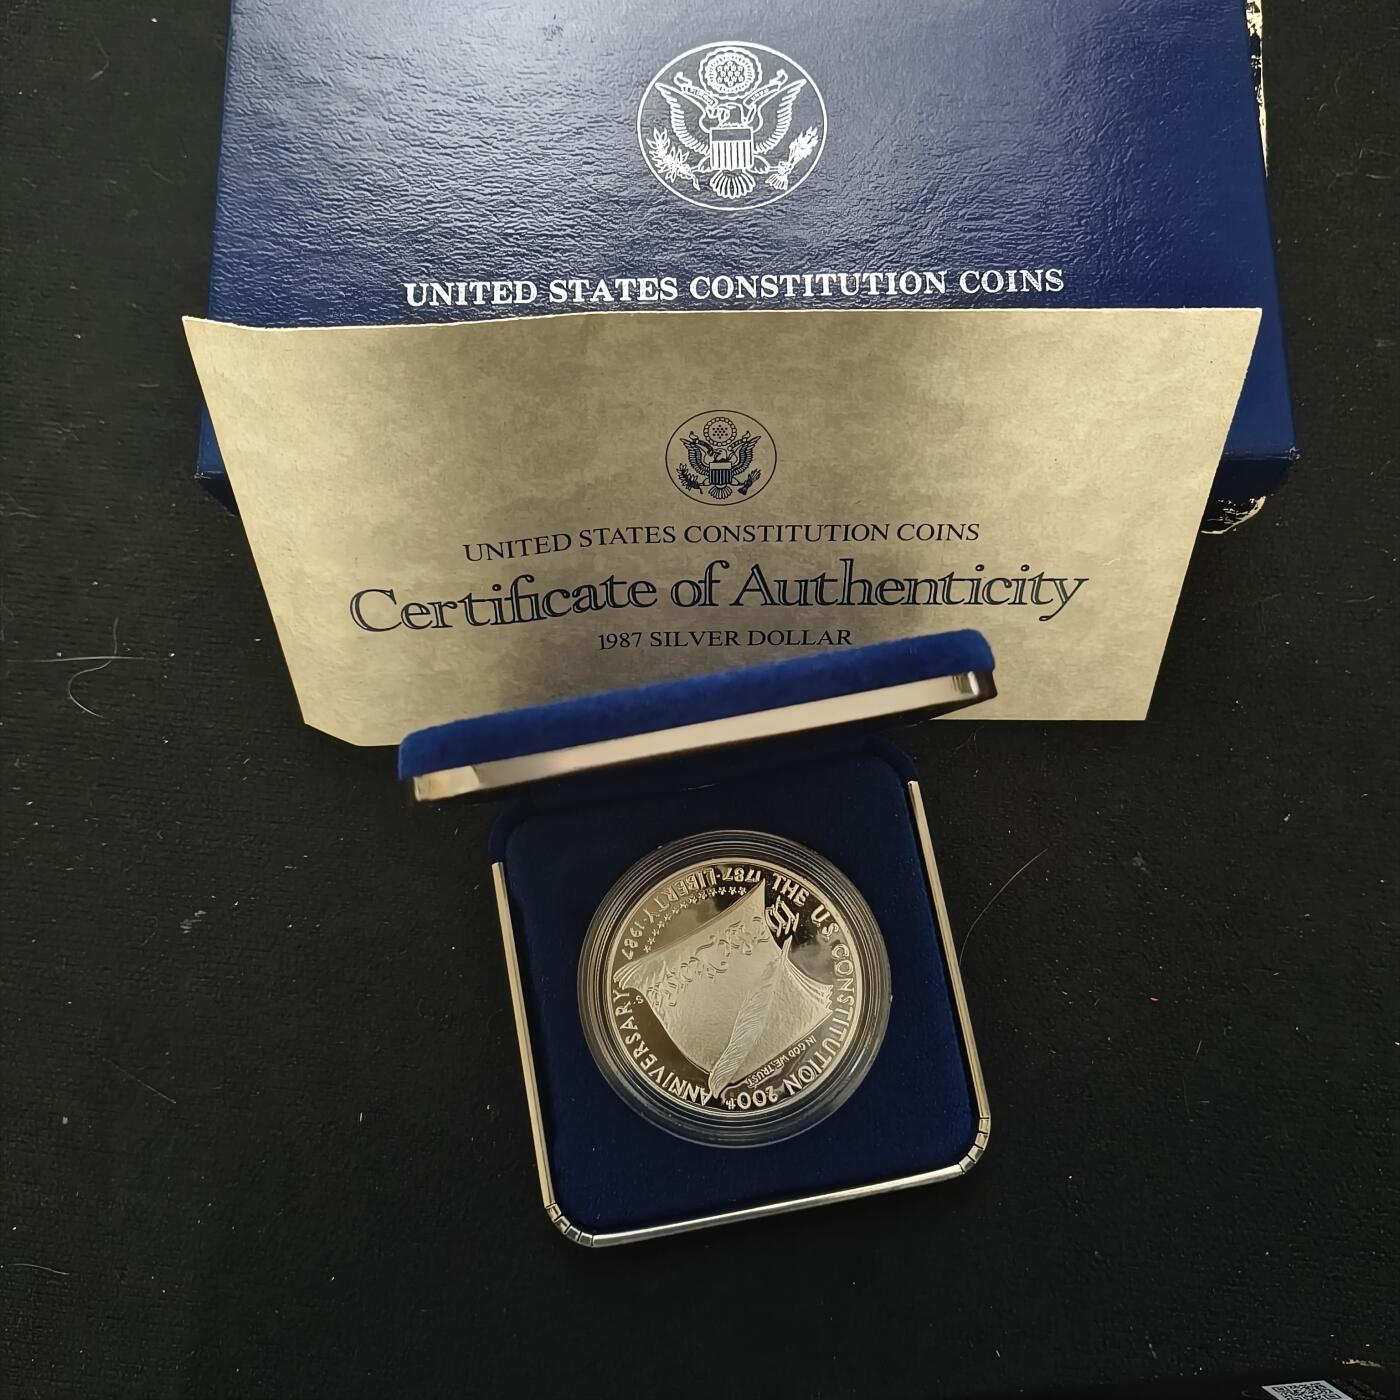 UNITED STATES CONSTITUTION COINS
UNITED STATES CONSTITUTION COINS
Certificate of Authenticity
1987 SILVER DOLLAR
THE U.S. CONSTITUTION 200th ANNIVERSARY
1787·LIBERTY·1987
IN GOD WE TRUST
S